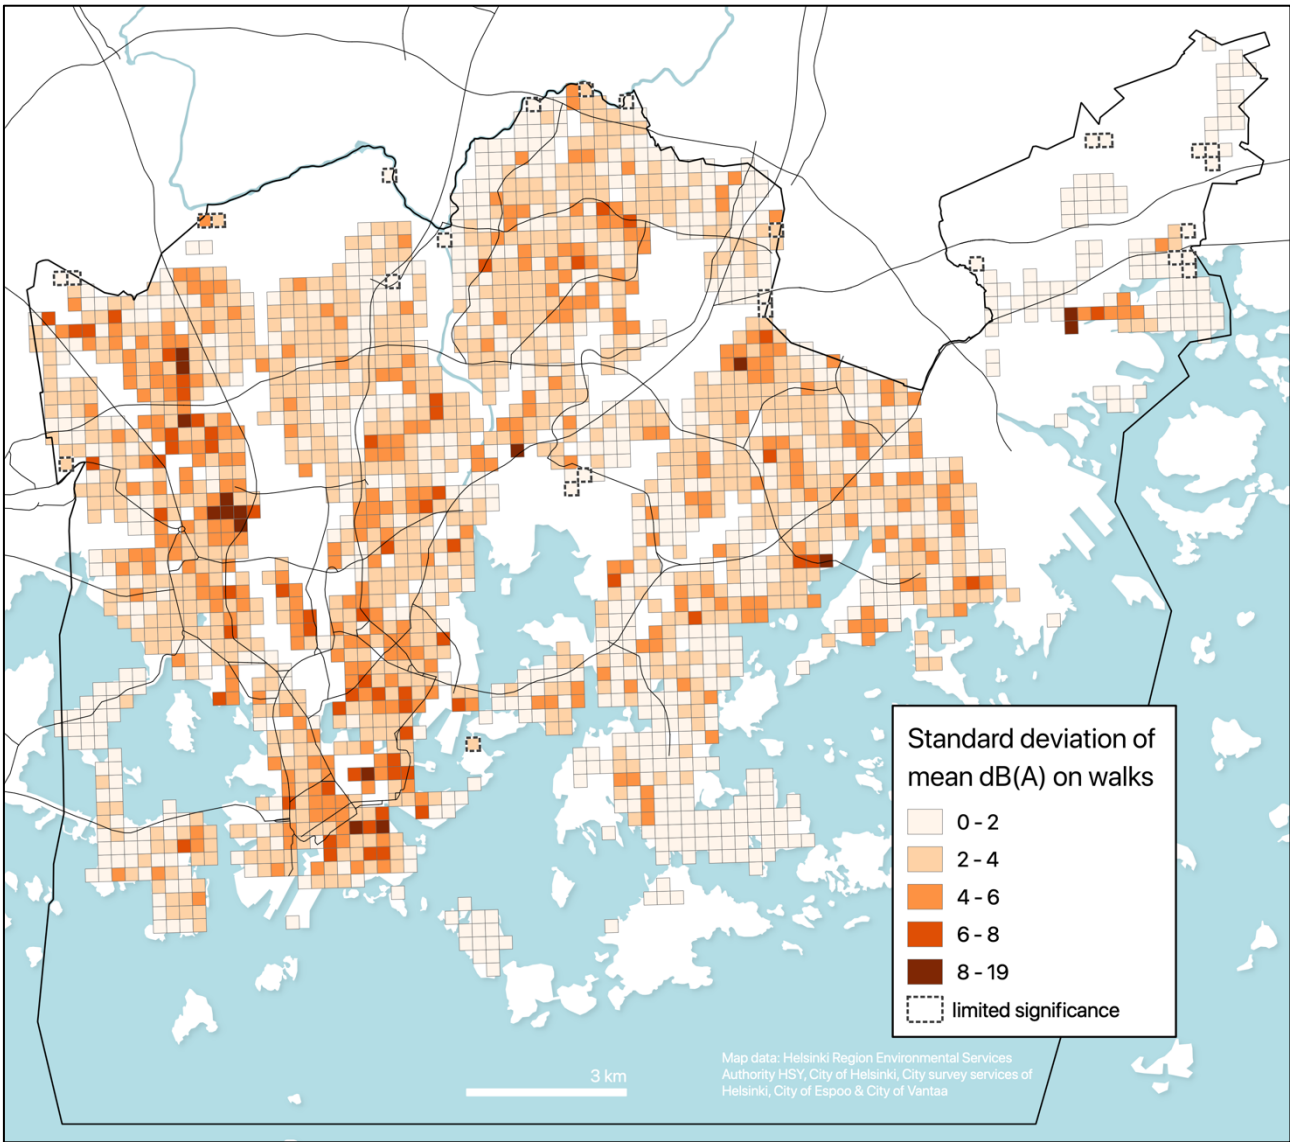 Standard deviation of
mean dB(A) on walks
0 - 2
2 - 4
4 - 6
6 - 8
8 - 19
limited significance
3 km
Map data: Helsinki Region Environmental Services
Authority HSY, City of Helsinki, City survey services of
Helsinki, City of Espoo & City of Vantaa